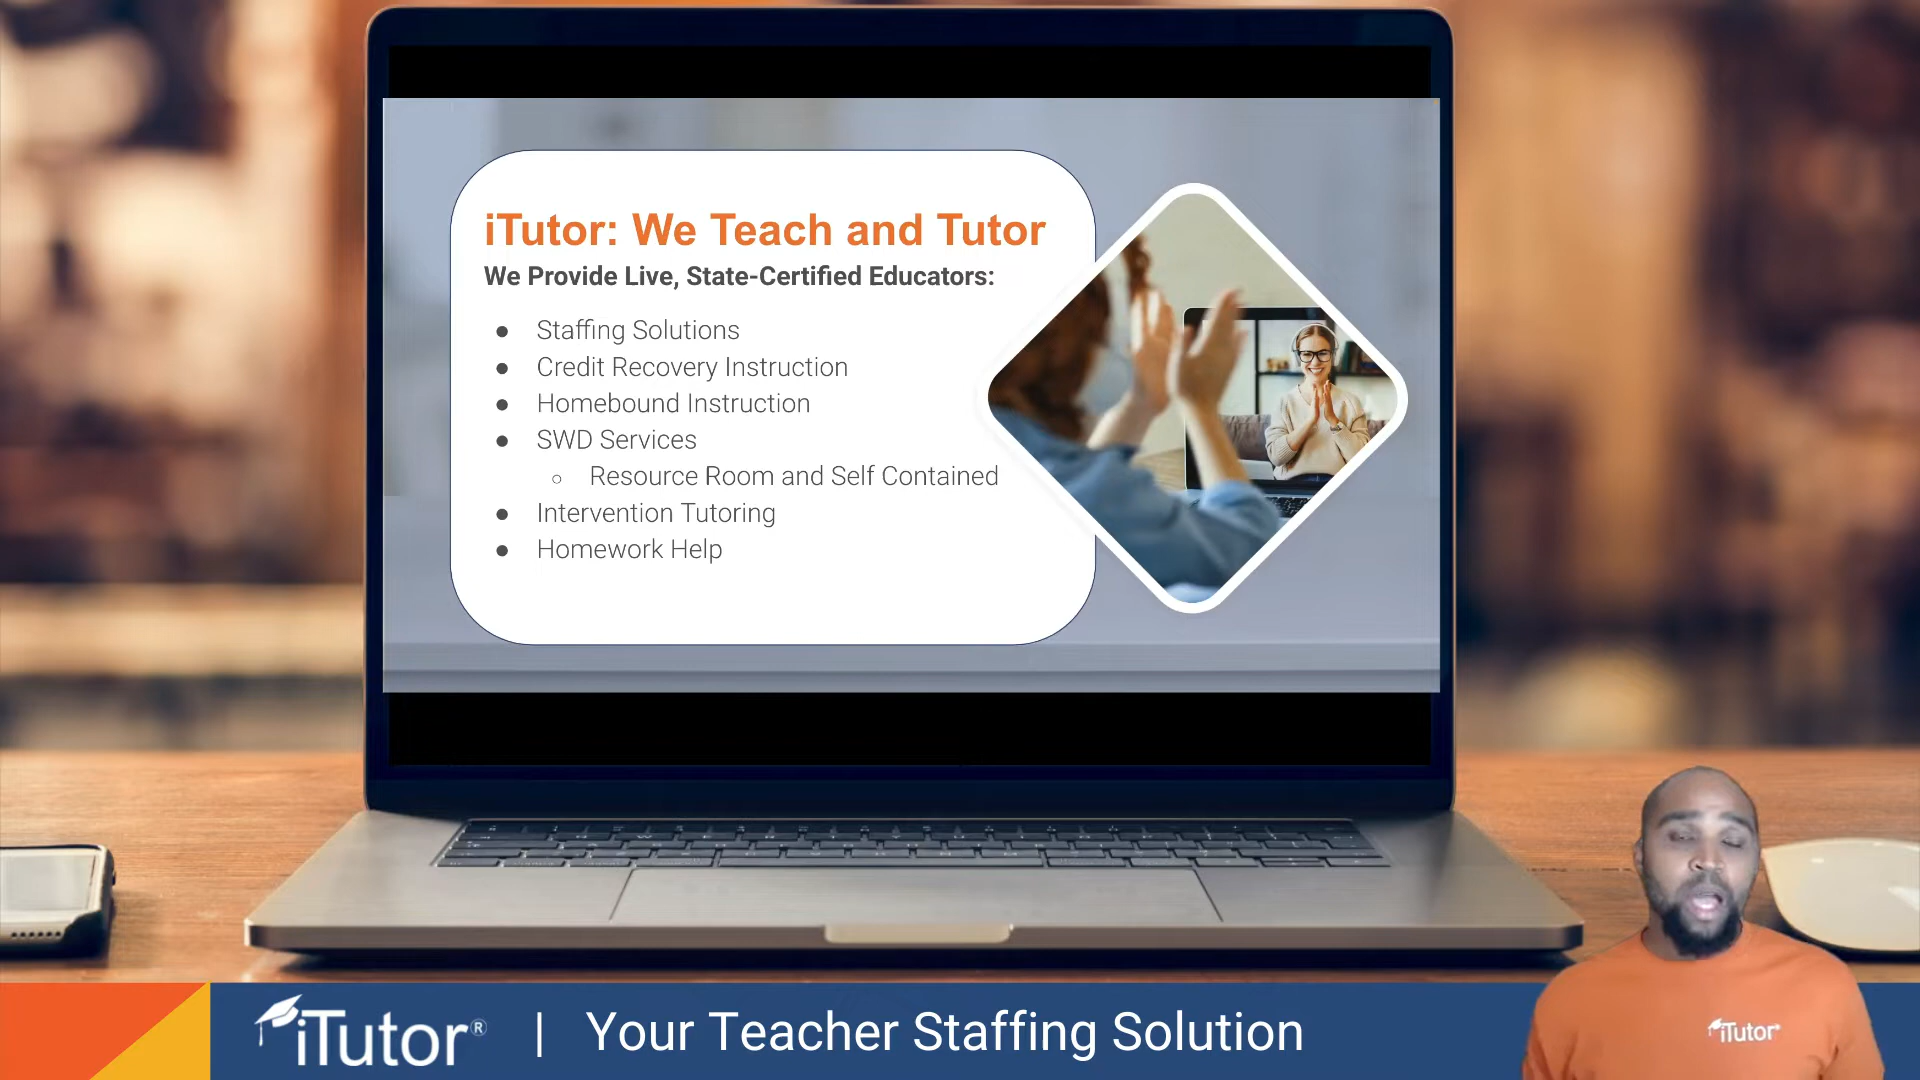 iTutor: We Teach and Tutor
We Provide Live, State-Certified Educators:
● Staffing Solutions
● Credit Recovery Instruction
● Homebound Instruction
● SWD Services
○ Resource Room and Self Contained
● Intervention Tutoring
● Homework Help
iTutor® | Your Teacher Staffing Solution
iTutor